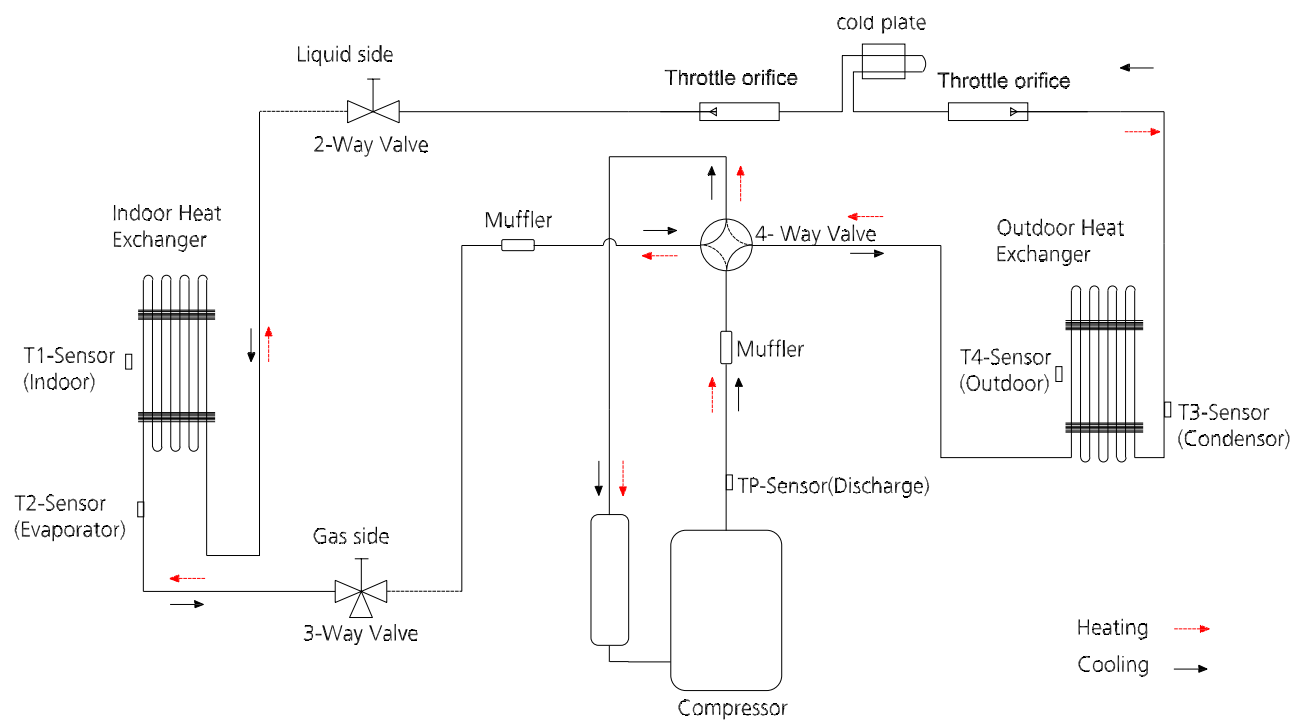 cold plate
Liquid side
Throttle orifice
Throttle orifice
2-Way Valve
Indoor Heat
Exchanger
Muffler
4- Way Valve
Outdoor Heat
Exchanger
T1-Sensor
(Indoor)
Muffler
T4-Sensor
(Outdoor)
T3-Sensor
(Condensor)
T2-Sensor
(Evaporator)
TP-Sensor(Discharge)
Gas side
3-Way Valve
Compressor
Heating
Cooling